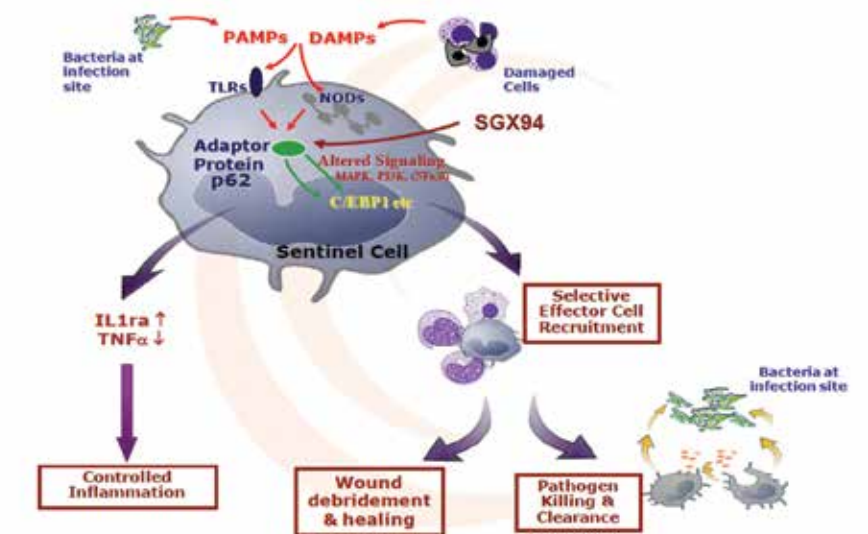 PAMPs DAMPs
Bacteria at
infection
site
Damaged
Cells
TLRs
NODs
SGX94
Adaptor
Protein
p62
Altered Signaling
MAPK, PI3K,
C/EBP1 etc
Sentinel Cell
IL1ra ↑
TNFα ↓
Selective
Effector Cell
Recruitment
Bacteria at
infection site
Controlled
Inflammation
Wound
debridement
& healing
Pathogen
Killing &
Clearance